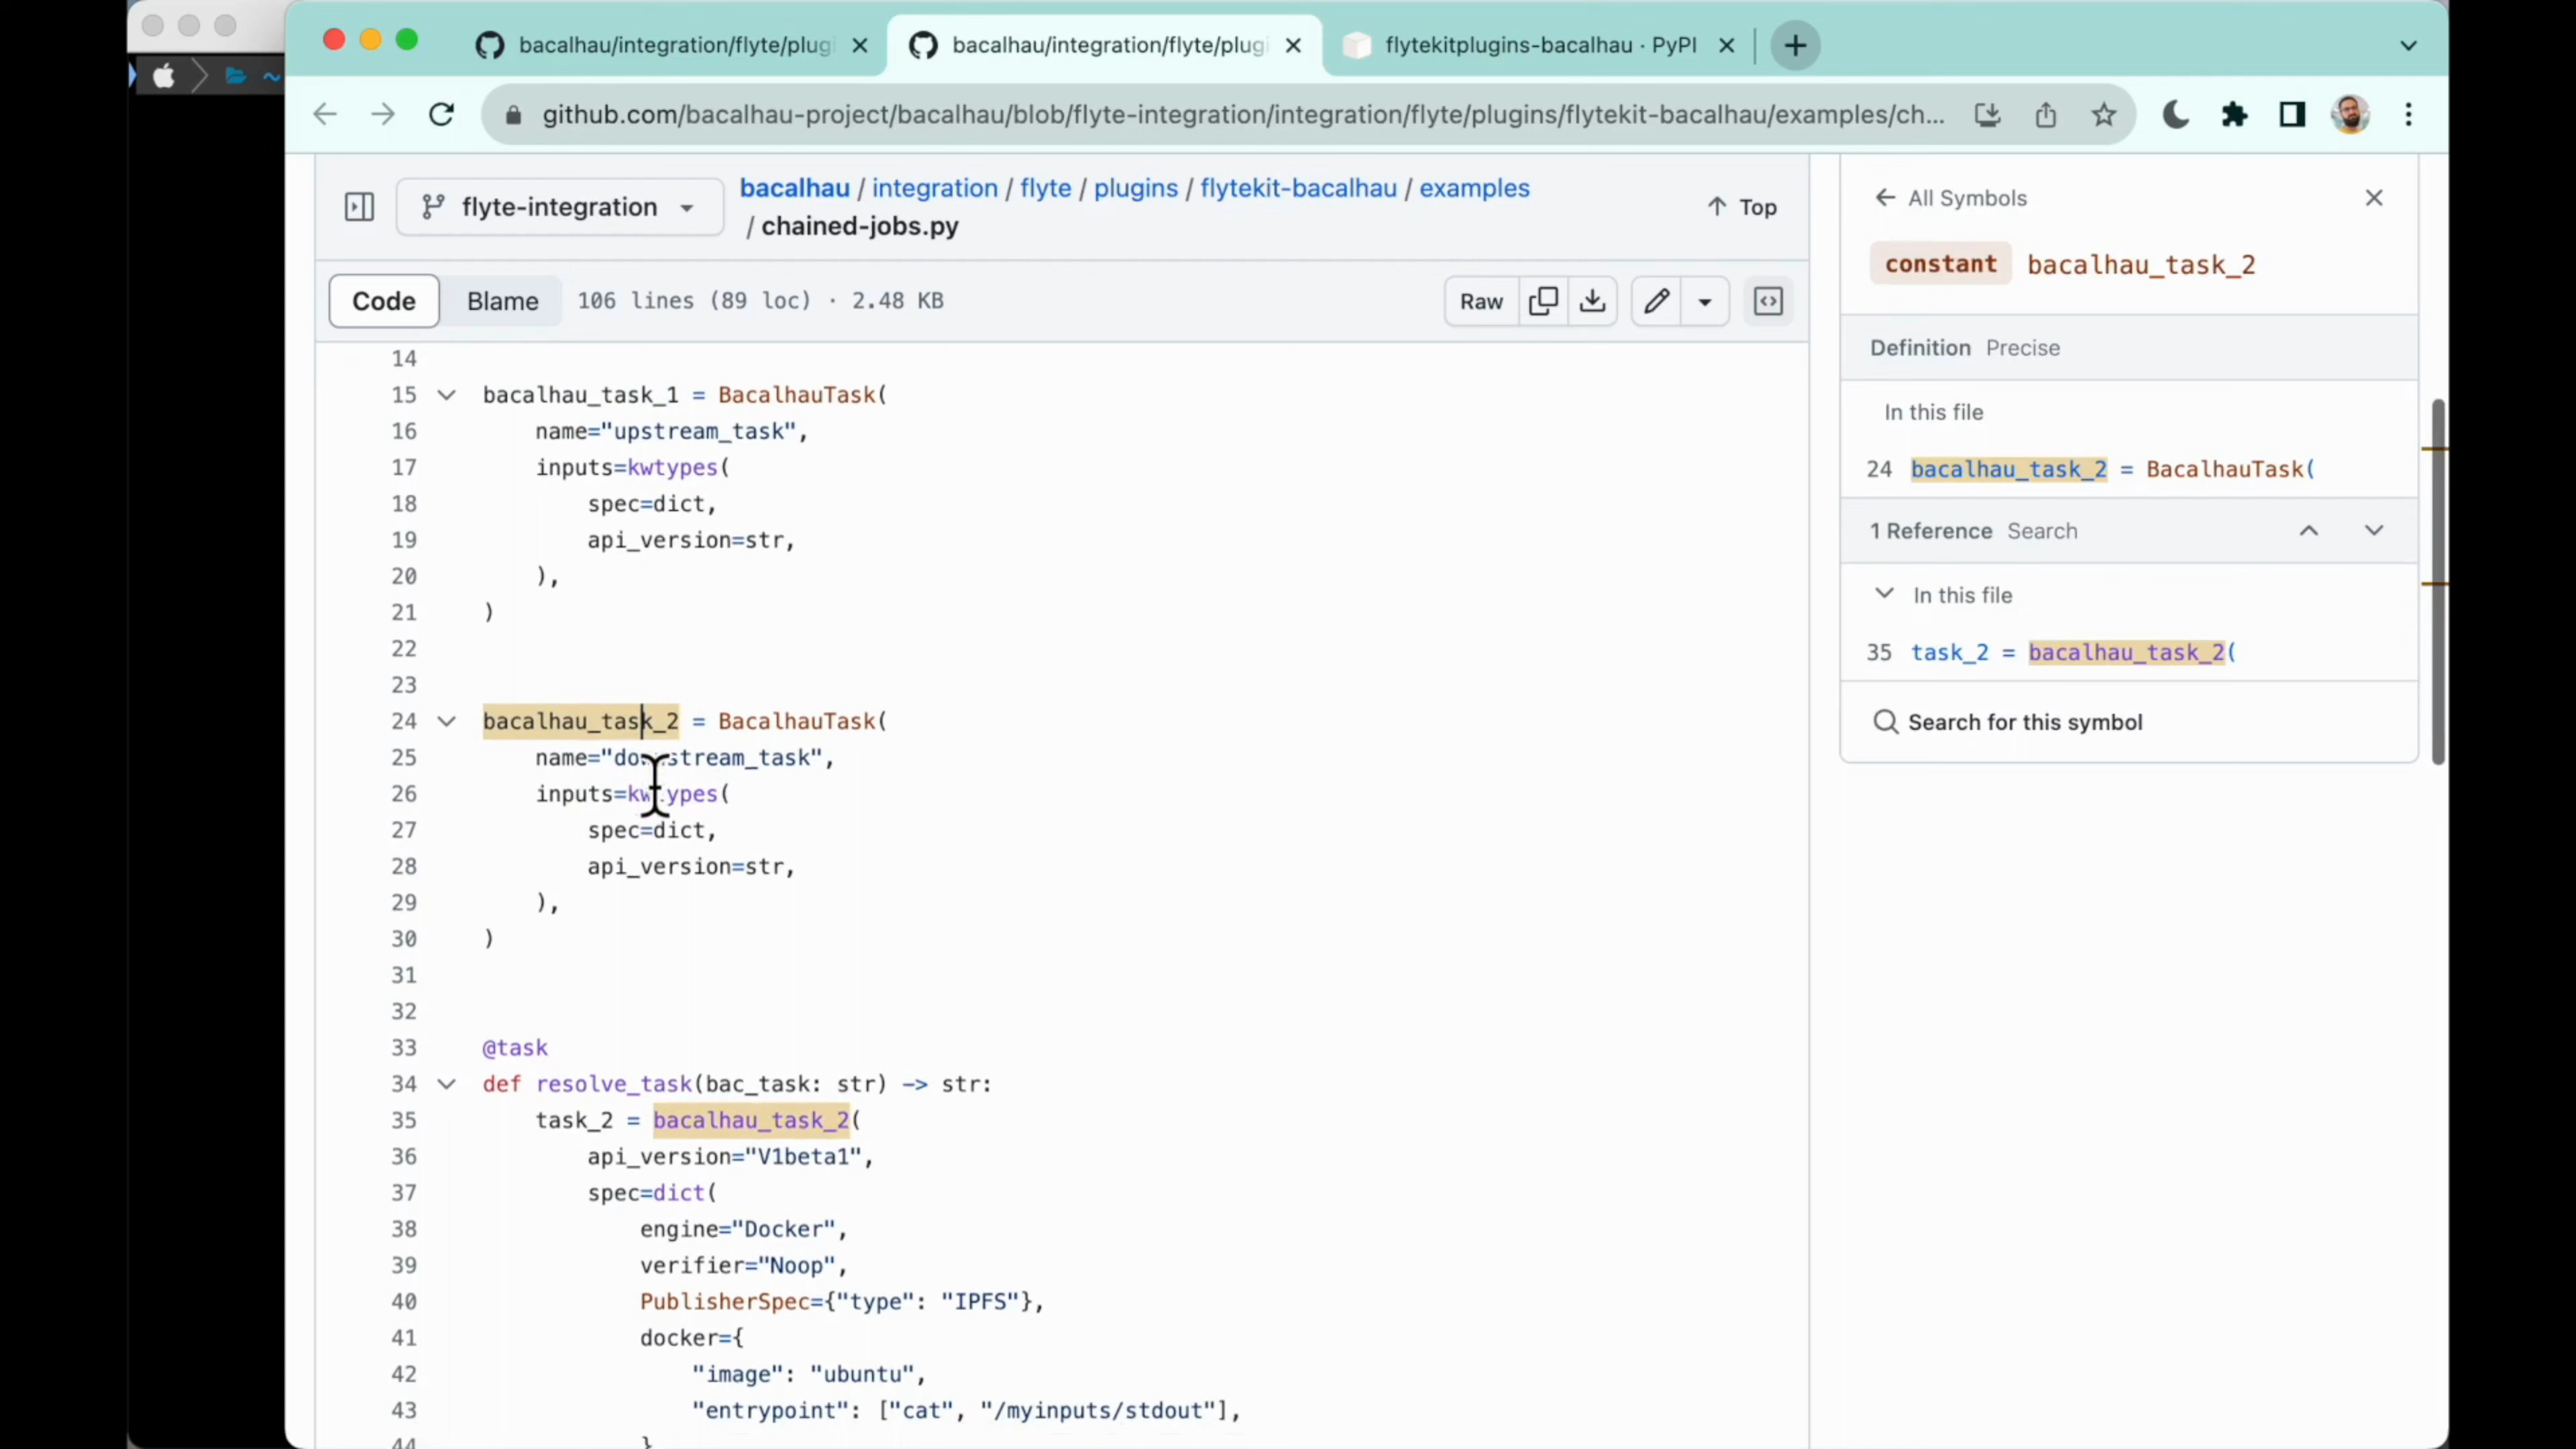 bacalhau/integration/flyte/plugi
bacalhau/integration/flyte/plugi
flytekitplugins-bacalhau · PyPI
github.com/bacalhau-project/bacalhau/blob/flyte-integration/integration/flyte/plugins/flytekit-bacalhau/examples/ch...
flyte-integration
bacalhau / integration / flyte / plugins / flytekit-bacalhau / examples
/ chained-jobs.py
Top
Code
Blame
106 lines (89 loc) · 2.48 KB
Raw
14
15 bacalhau_task_1 = BacalhauTask(
16 name="upstream_task",
17 inputs=kwtypes(
18 spec=dict,
19 api_version=str,
20 ),
21 )
22
23
24 bacalhau_task_2 = BacalhauTask(
25 name="downstream_task",
26 inputs=kwtypes(
27 spec=dict,
28 api_version=str,
29 ),
30 )
31
32
33 @task
34 def resolve_task(bac_task: str) -> str:
35 task_2 = bacalhau_task_2(
36 api_version="V1beta1",
37 spec=dict(
38 engine="Docker",
39 verifier="Noop",
40 PublisherSpec={"type": "IPFS"},
41 docker={
42 "image": "ubuntu",
43 "entrypoint": ["cat", "/myinputs/stdout"],
44 }
All Symbols
constant bacalhau_task_2
Definition Precise
In this file
24 bacalhau_task_2 = BacalhauTask(
1 Reference Search
In this file
35 task_2 = bacalhau_task_2(
Search for this symbol